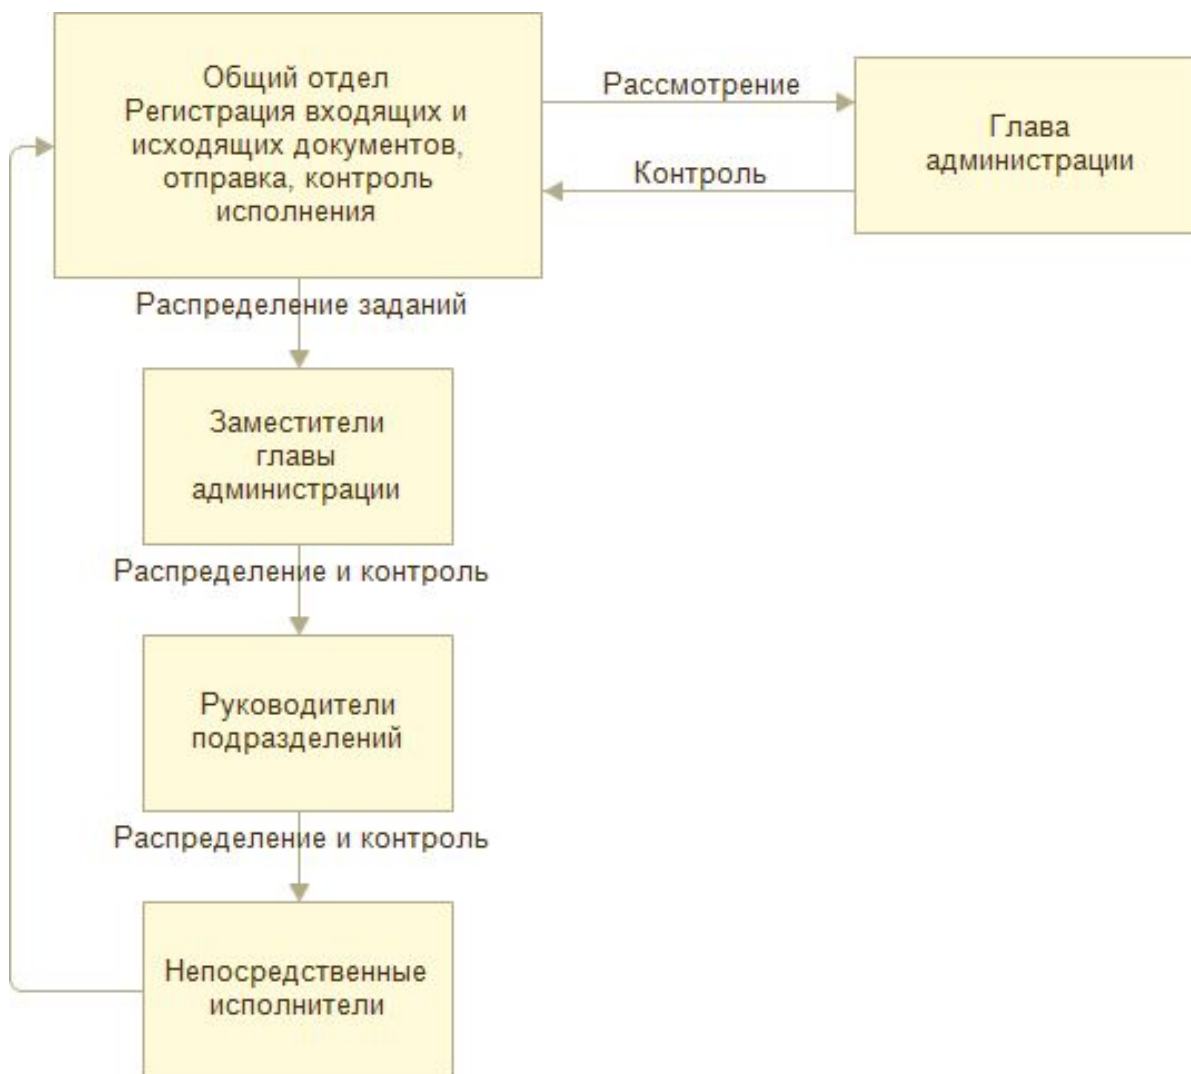 Общий отдел
Регистрация входящих и
исходящих документов,
отправка, контроль
исполнения
Рассмотрение
Контроль
Глава
администрации
Распределение заданий
Заместители
главы
администрации
Распределение и контроль
Руководители
подразделений
Распределение и контроль
Непосредственные
исполнители